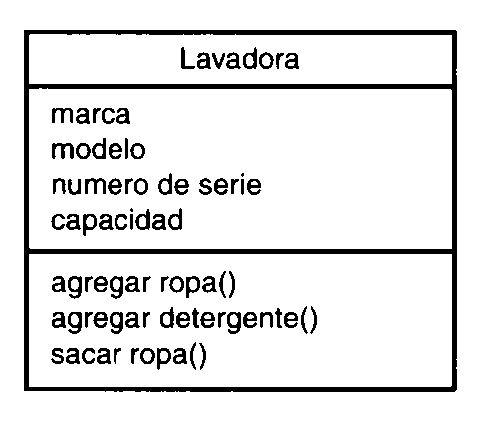 Lavadora
marca
modelo
numero de serie
capacidad
agregar ropa()
agregar detergente()
sacar ropa()